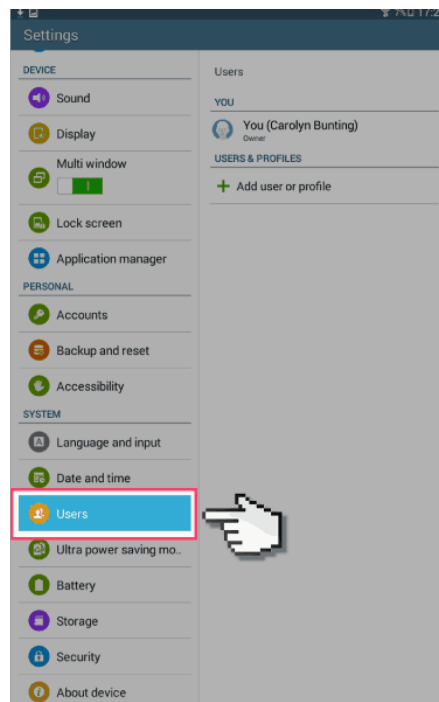 17:2
Settings
DEVICE
Sound
Display
Multi window
Lock screen
Application manager
PERSONAL
Accounts
Backup and reset
Accessibility
SYSTEM
Language and input
Date and time
Users
Ultra power saving mo..
Battery
Storage
Security
About device
Users
YOU
You (Carolyn Bunting)
Owner
USERS & PROFILES
Add user or profile